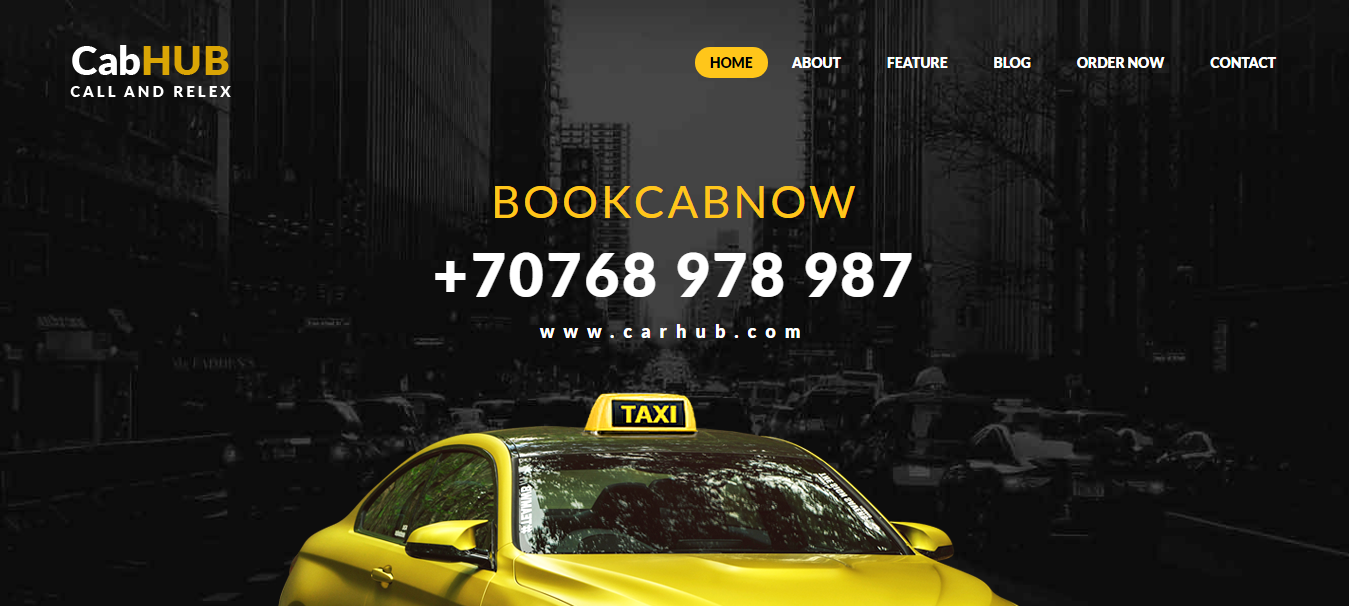 CabHUB
CALL AND RELEX
HOME ABOUT FEATURE BLOG ORDER NOW CONTACT
BOOKCABNOW
+70768 978 987
www.carhub.com
TAXI